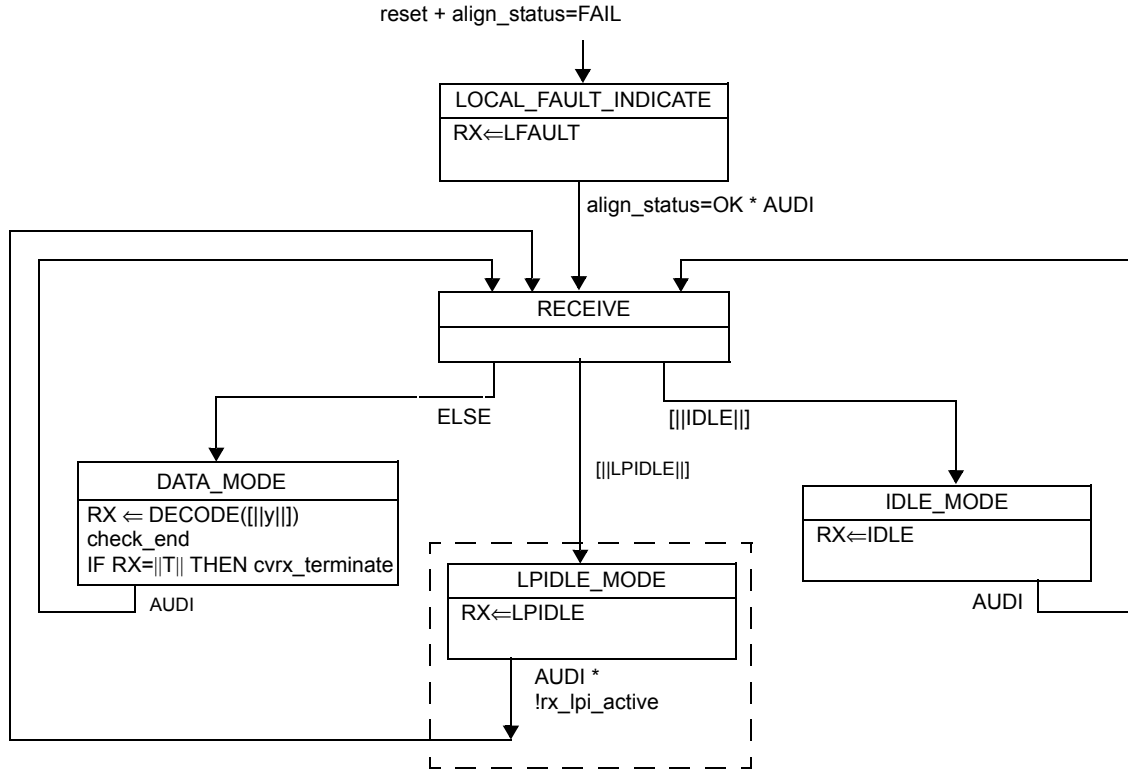 reset + align_status=FAIL
LOCAL_FAULT_INDICATE
RX⇐LFAULT
align_status=OK * AUDI
RECEIVE
ELSE
[||IDLE||]
[||LPIDLE||]
DATA_MODE
RX ⇐ DECODE([||y||])
check_end
IF RX=||T|| THEN cvrx_terminate
AUDI
IDLE_MODE
RX⇐IDLE
AUDI
LPIDLE_MODE
RX⇐LPIDLE
AUDI *
!rx_lpi_active